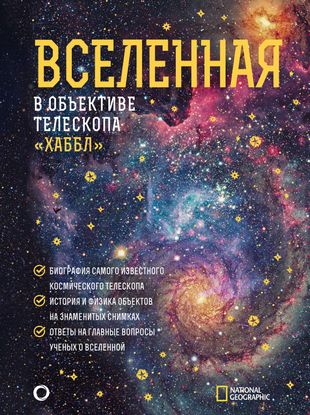 ВСЕЛЕННАЯ
В ОБЪЕКТИВЕ
ТЕЛЕСКОПА
«ХАББЛ»
БИОГРАФИЯ САМОГО ИЗВЕСТНОГО
КОСМИЧЕСКОГО ТЕЛЕСКОПА
ИСТОРИЯ И ФИЗИКА ОБЪЕКТОВ
НА ЗНАМЕНИТЫХ СНИМКАХ
ОТВЕТЫ НА ГЛАВНЫЕ ВОПРОСЫ
УЧЕНЫХ О ВСЕЛЕННОЙ
NATIONAL
GEOGRAPHIC